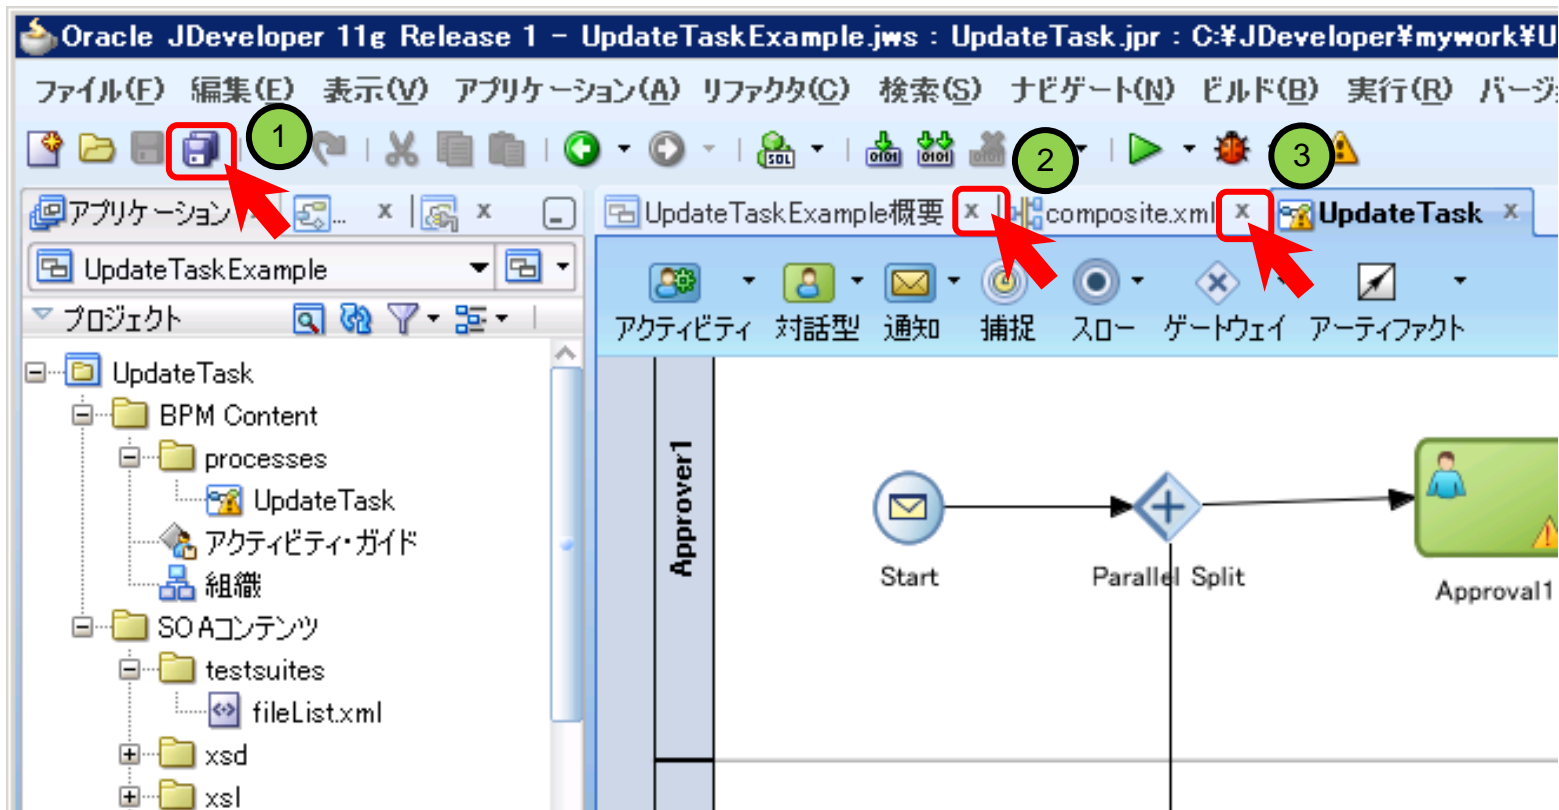 Oracle JDeveloper 11g Release 1 - UpdateTaskExample.jws : UpdateTask.jpr : C:¥JDeveloper¥mywork¥U
ファイル(F) 編集(E) 表示(V) アプリケーション(A) リファクタ(C) 検索(S) ナビゲート(N) ビルド(B) 実行(R) バージ
1
2
3
SQL
アプリケーション
... x
x
UpdateTaskExample概要 x
composite.xml x
UpdateTask x
UpdateTaskExample
アクティビティ 対話型 通知 捕捉 スロー ゲートウェイ アーティファクト
プロジェクト
UpdateTask
BPM Content
processes
UpdateTask
アクティビティ・ガイド
組織
SOAコンテンツ
testsuites
fileList.xml
xsd
xsl
Approver1
Start
Parallel Split
Approval1